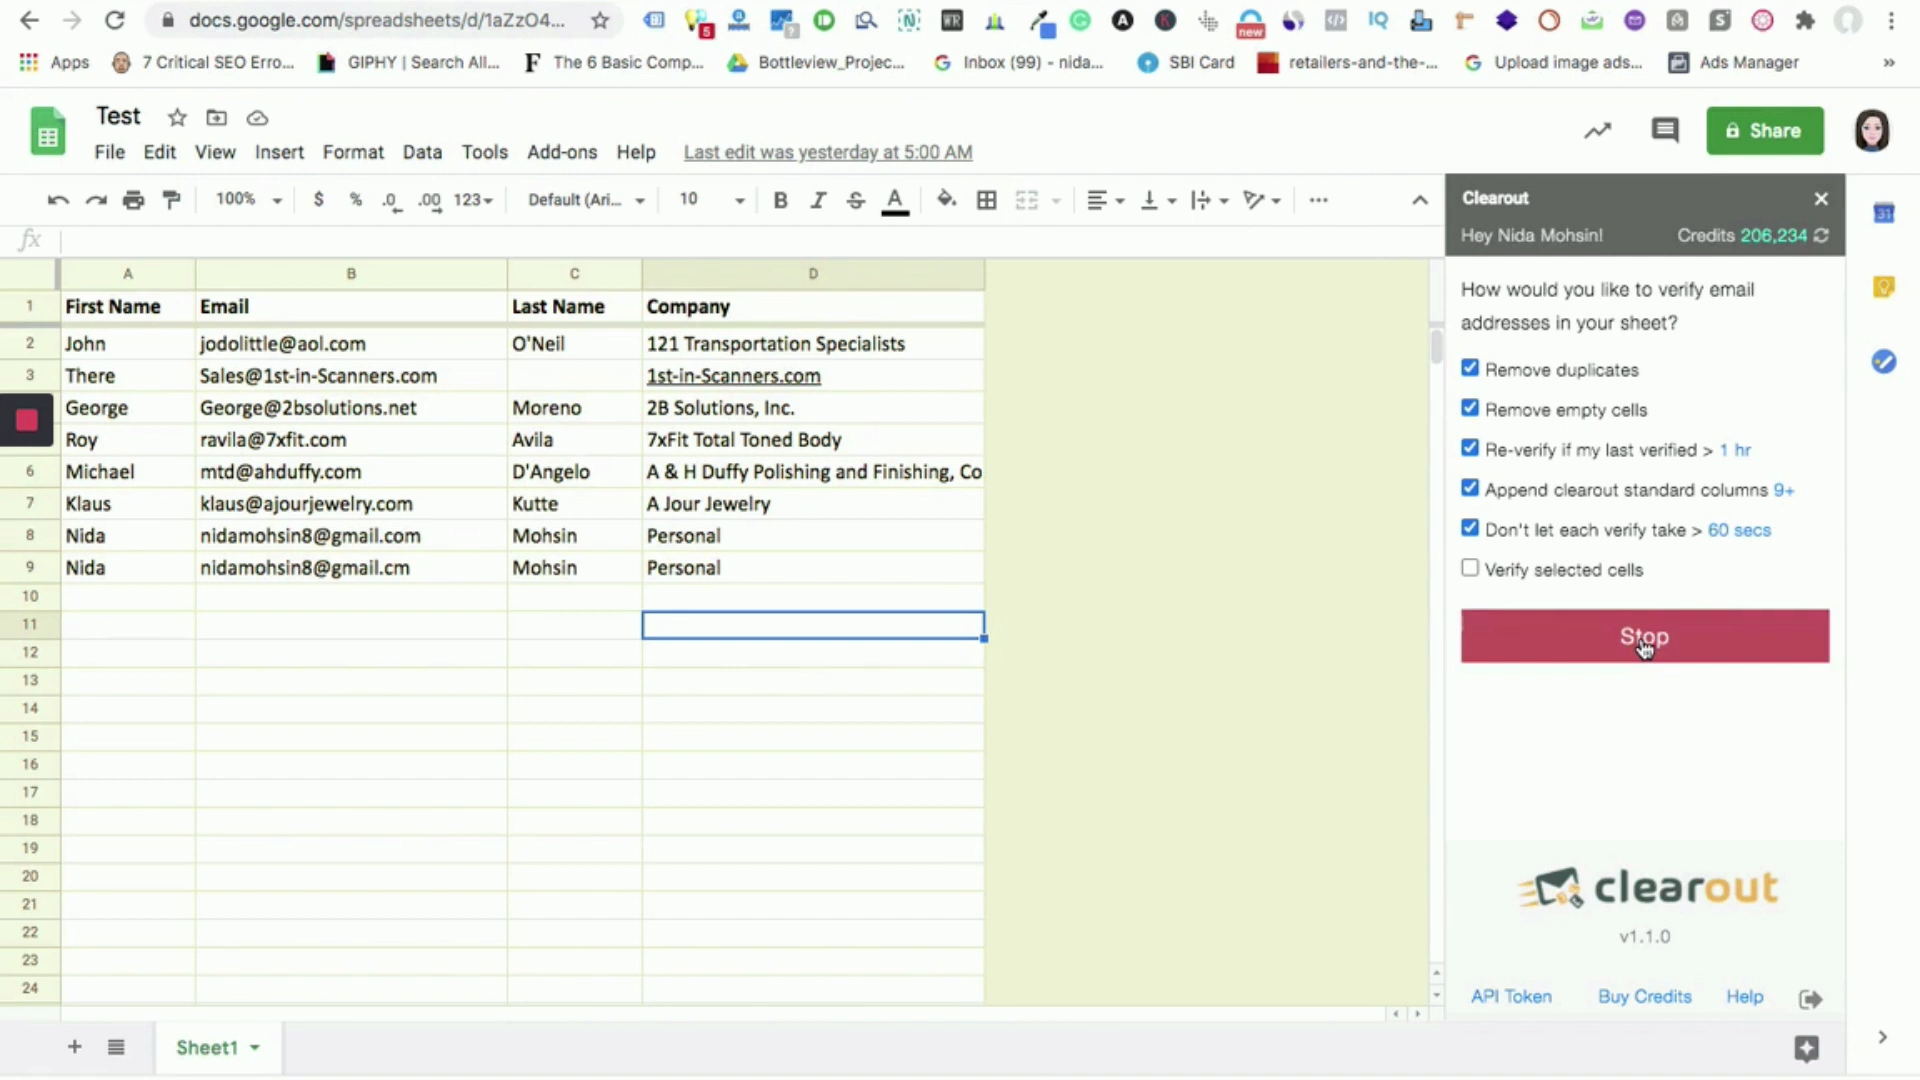 docs.google.com/spreadsheets/d/1aZzO4...
5
?
new
Apps 7 Critical SEO Erro... GIPHY | Search All... The 6 Basic Comp... Bottleview_Projec... Inbox (99) - nida... SBI Card retailers-and-the-... Upload image ads... Ads Manager »
Test
File Edit View Insert Format Data Tools Add-ons Help Last edit was yesterday at 5:00 AM
Share
100% $ % .0 .00 123 Default (Ari... 10 B I S A ...
fx
A B C D
1 First Name Email Last Name Company
2 John jodolittle@aol.com O'Neil 121 Transportation Specialists
3 There Sales@1st-in-Scanners.com 1st-in-Scanners.com
George George@2bsolutions.net Moreno 2B Solutions, Inc.
Roy ravila@7xfit.com Avila 7xFit Total Toned Body
6 Michael mtd@ahduffy.com D'Angelo A & H Duffy Polishing and Finishing, Co
7 Klaus klaus@ajourjewelry.com Kutte A Jour Jewelry
8 Nida nidamohsin8@gmail.com Mohsin Personal
9 Nida nidamohsin8@gmail.cm Mohsin Personal
10
11
12
13
14
15
16
17
18
19
20
21
22
23
24
Sheet1
Clearout
Hey Nida Mohsin! Credits 206,234
How would you like to verify email
addresses in your sheet?
Remove duplicates
Remove empty cells
Re-verify if my last verified > 1 hr
Append clearout standard columns 9+
Don't let each verify take > 60 secs
Verify selected cells
Stop
clearout
v1.1.0
API Token Buy Credits Help
31